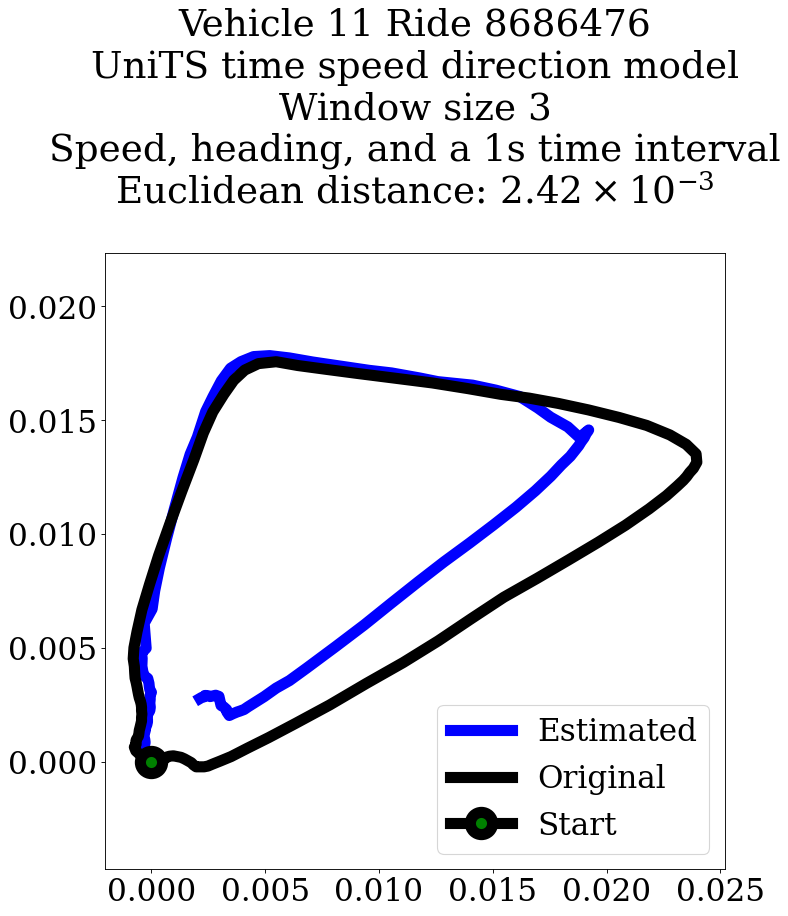 Vehicle 11 Ride 8686476
UniTS time speed direction model
Window size 3
Speed, heading, and a 1s time interval
Euclidean distance: 2.42 × 10⁻³
0.020
0.015
0.010
0.005
0.000
Estimated
Original
Start
0.000 0.005 0.010 0.015 0.020 0.025